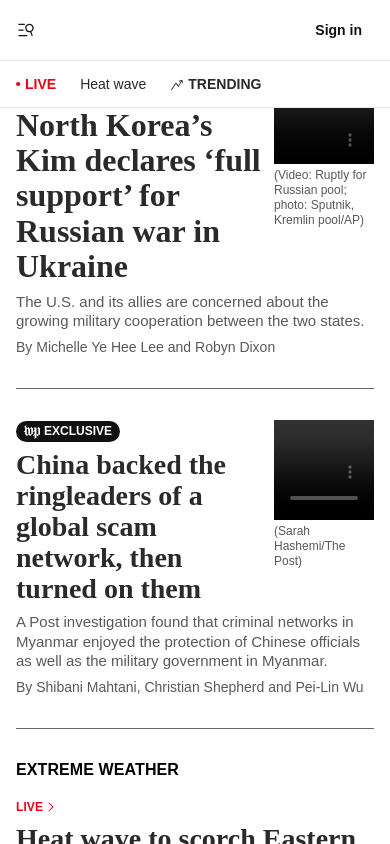 Sign in
LIVE
Heat wave
TRENDING
North Korea’s
Kim declares ‘full
support’ for
Russian war in
Ukraine
(Video: Ruptly for
Russian pool;
photo: Sputnik,
Kremlin pool/AP)
The U.S. and its allies are concerned about the
growing military cooperation between the two states.
By Michelle Ye Hee Lee and Robyn Dixon
wp EXCLUSIVE
China backed the
ringleaders of a
global scam
network, then
turned on them
(Sarah
Hashemi/The
Post)
A Post investigation found that criminal networks in
Myanmar enjoyed the protection of Chinese officials
as well as the military government in Myanmar.
By Shibani Mahtani, Christian Shepherd and Pei-Lin Wu
EXTREME WEATHER
LIVE
Heat wave to scorch Eastern